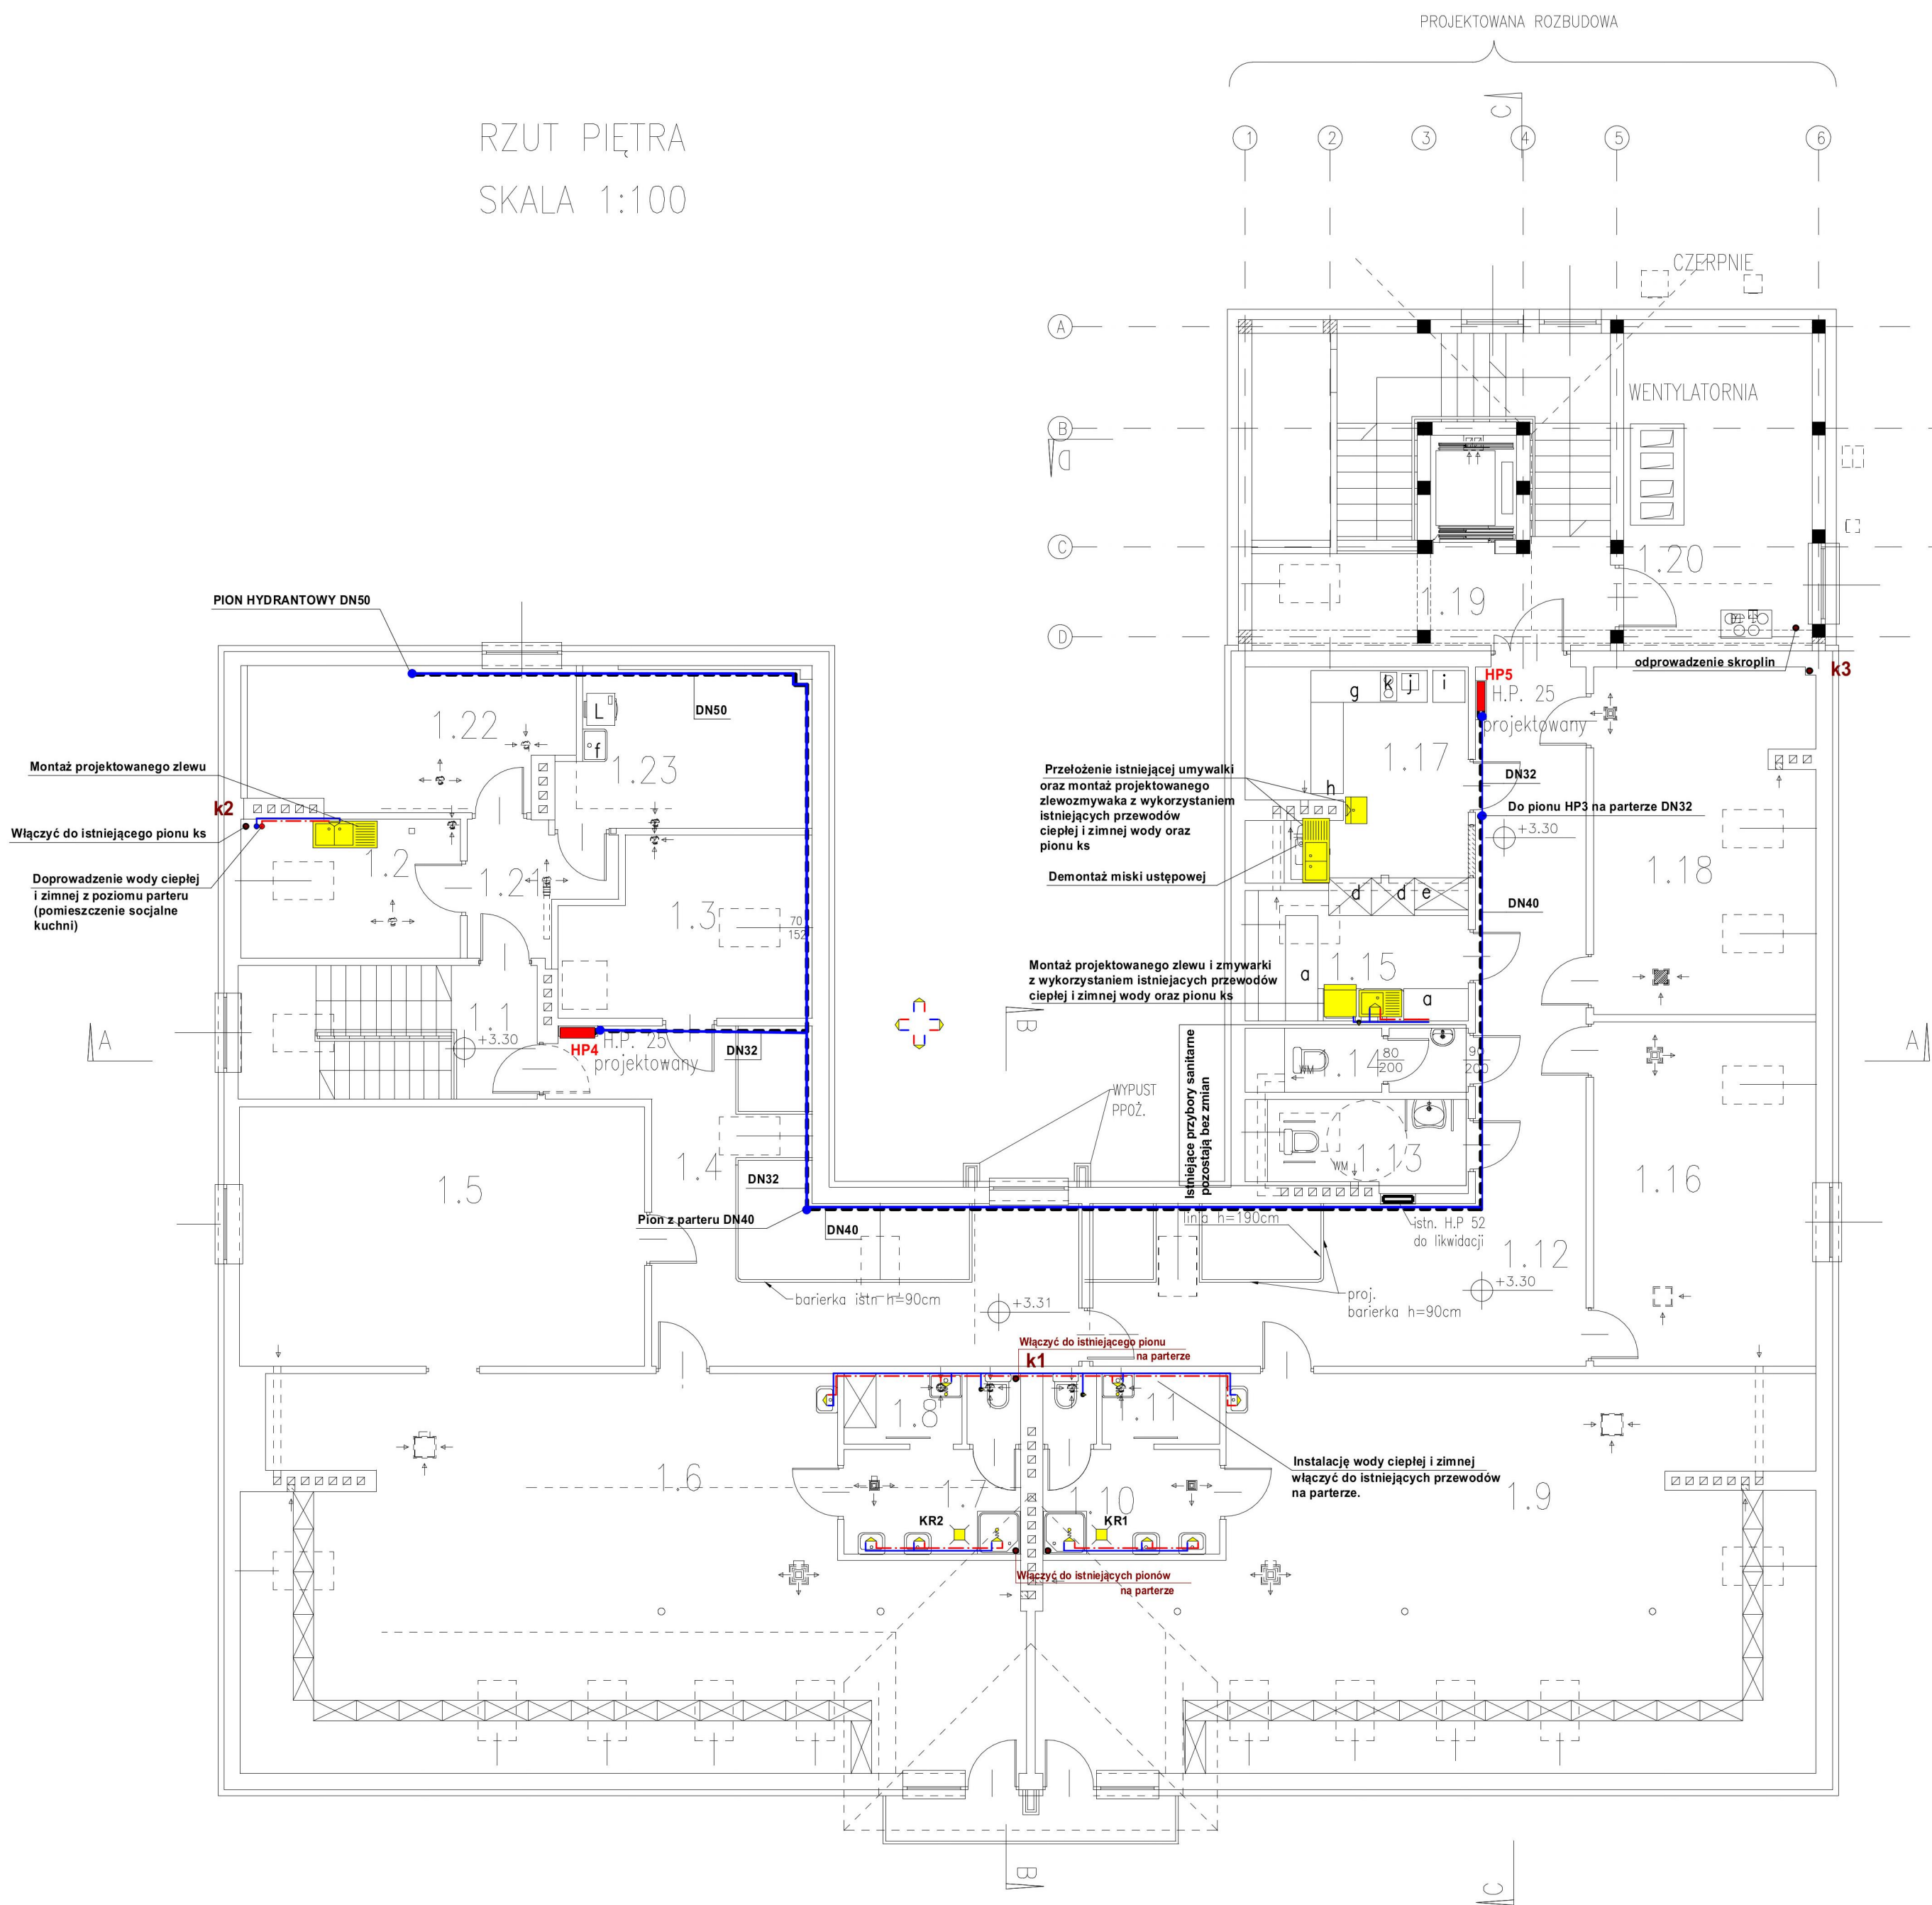 PROJEKTOWANA ROZBUDOWA
RZUT PIĘTRA
SKALA 1:100
C
1
2
3
4
5
6
CZERPNIE
A
WENTYLATORNIA
B
D
C
1.20
1.19
D
PION HYDRANTOWY DN50
odprowadzenie skroplin
k3
HP5
H.P. 25
projektowany
L
g
k
j
i
DN50
1.22
f
1.23
1.17
Montaż projektowanego zlewu
Przełożenie istniejącej umywalki
oraz montaż projektowanego
zlewozmywaka z wykorzystaniem
istniejących przewodów
ciepłej i zimnej wody oraz
pionu ks
DN32
h
k2
Do pionu HP3 na parterze DN32
Włączyć do istniejącego pionu ks
+3.30
1.2
1.21
1.18
Doprowadzenie wody ciepłej
i zimnej z poziomu parteru
(pomieszczenie socjalne
kuchni)
Demontaż miski ustępowej
d
d
e
DN40
1.3
70
152
Montaż projektowanego zlewu i zmywarki
z wykorzystaniem istniejacych przewodów
ciepłej i zimnej wody oraz pionu ks
1.15
a
a
1.1
+3.30
A
HP4
H.P. 25
projektowany
DN32
B
A
Istniejące przybory sanitarne
pozostają bez zmian
1.14
WM
80
200
90
200
WYPUST
PPOŻ.
1.4
1.5
WM
1.13
1.16
DN32
Pion z parteru DN40
DN40
linia h=190cm
istn. H.P 52
do likwidacji
1.12
+3.30
barierka istn h=90cm
+3.31
proj.
barierka h=90cm
Włączyć do istniejącego pionu
na parterze
k1
1.8
1.11
Instalację wody ciepłej i zimnej
włączyć do istniejących przewodów
na parterze.
1.6
1.7
1.10
1.9
KR2
KR1
Włączyć do istniejących pionów
na parterze
B
C